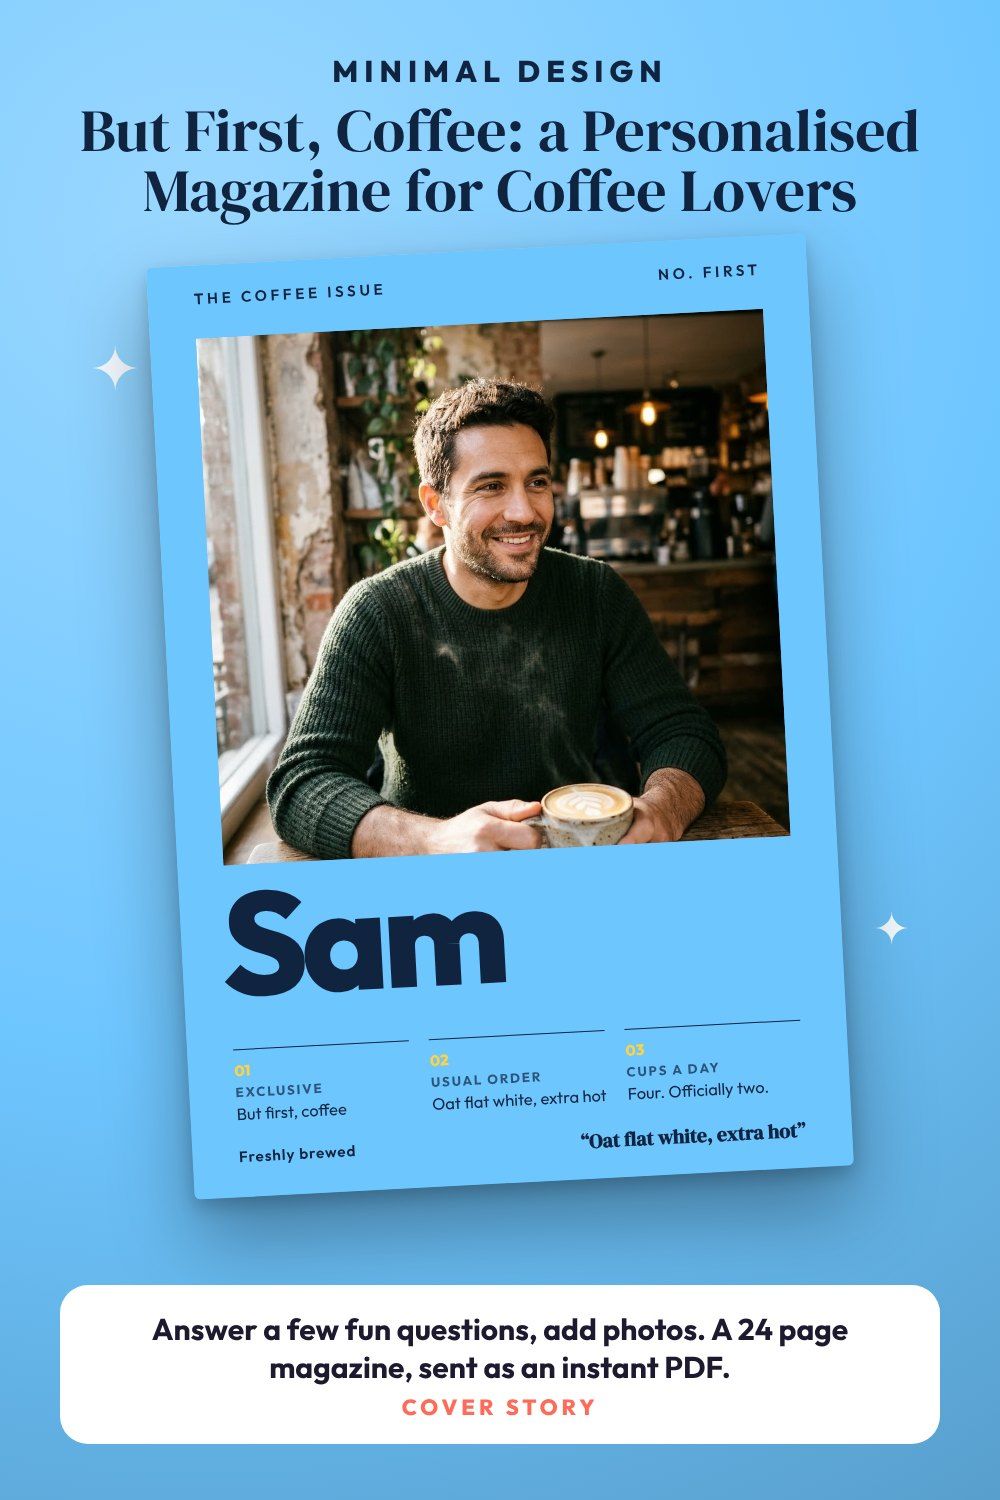 MINIMAL DESIGN
But First, Coffee: a Personalised
Magazine for Coffee Lovers
THE COFFEE ISSUE
NO. FIRST
Sam
01
EXCLUSIVE
But first, coffee
02
USUAL ORDER
Oat flat white, extra hot
03
CUPS A DAY
Four. Officially two.
Freshly brewed
“Oat flat white, extra hot”
Answer a few fun questions, add photos. A 24 page
magazine, sent as an instant PDF.
COVER STORY